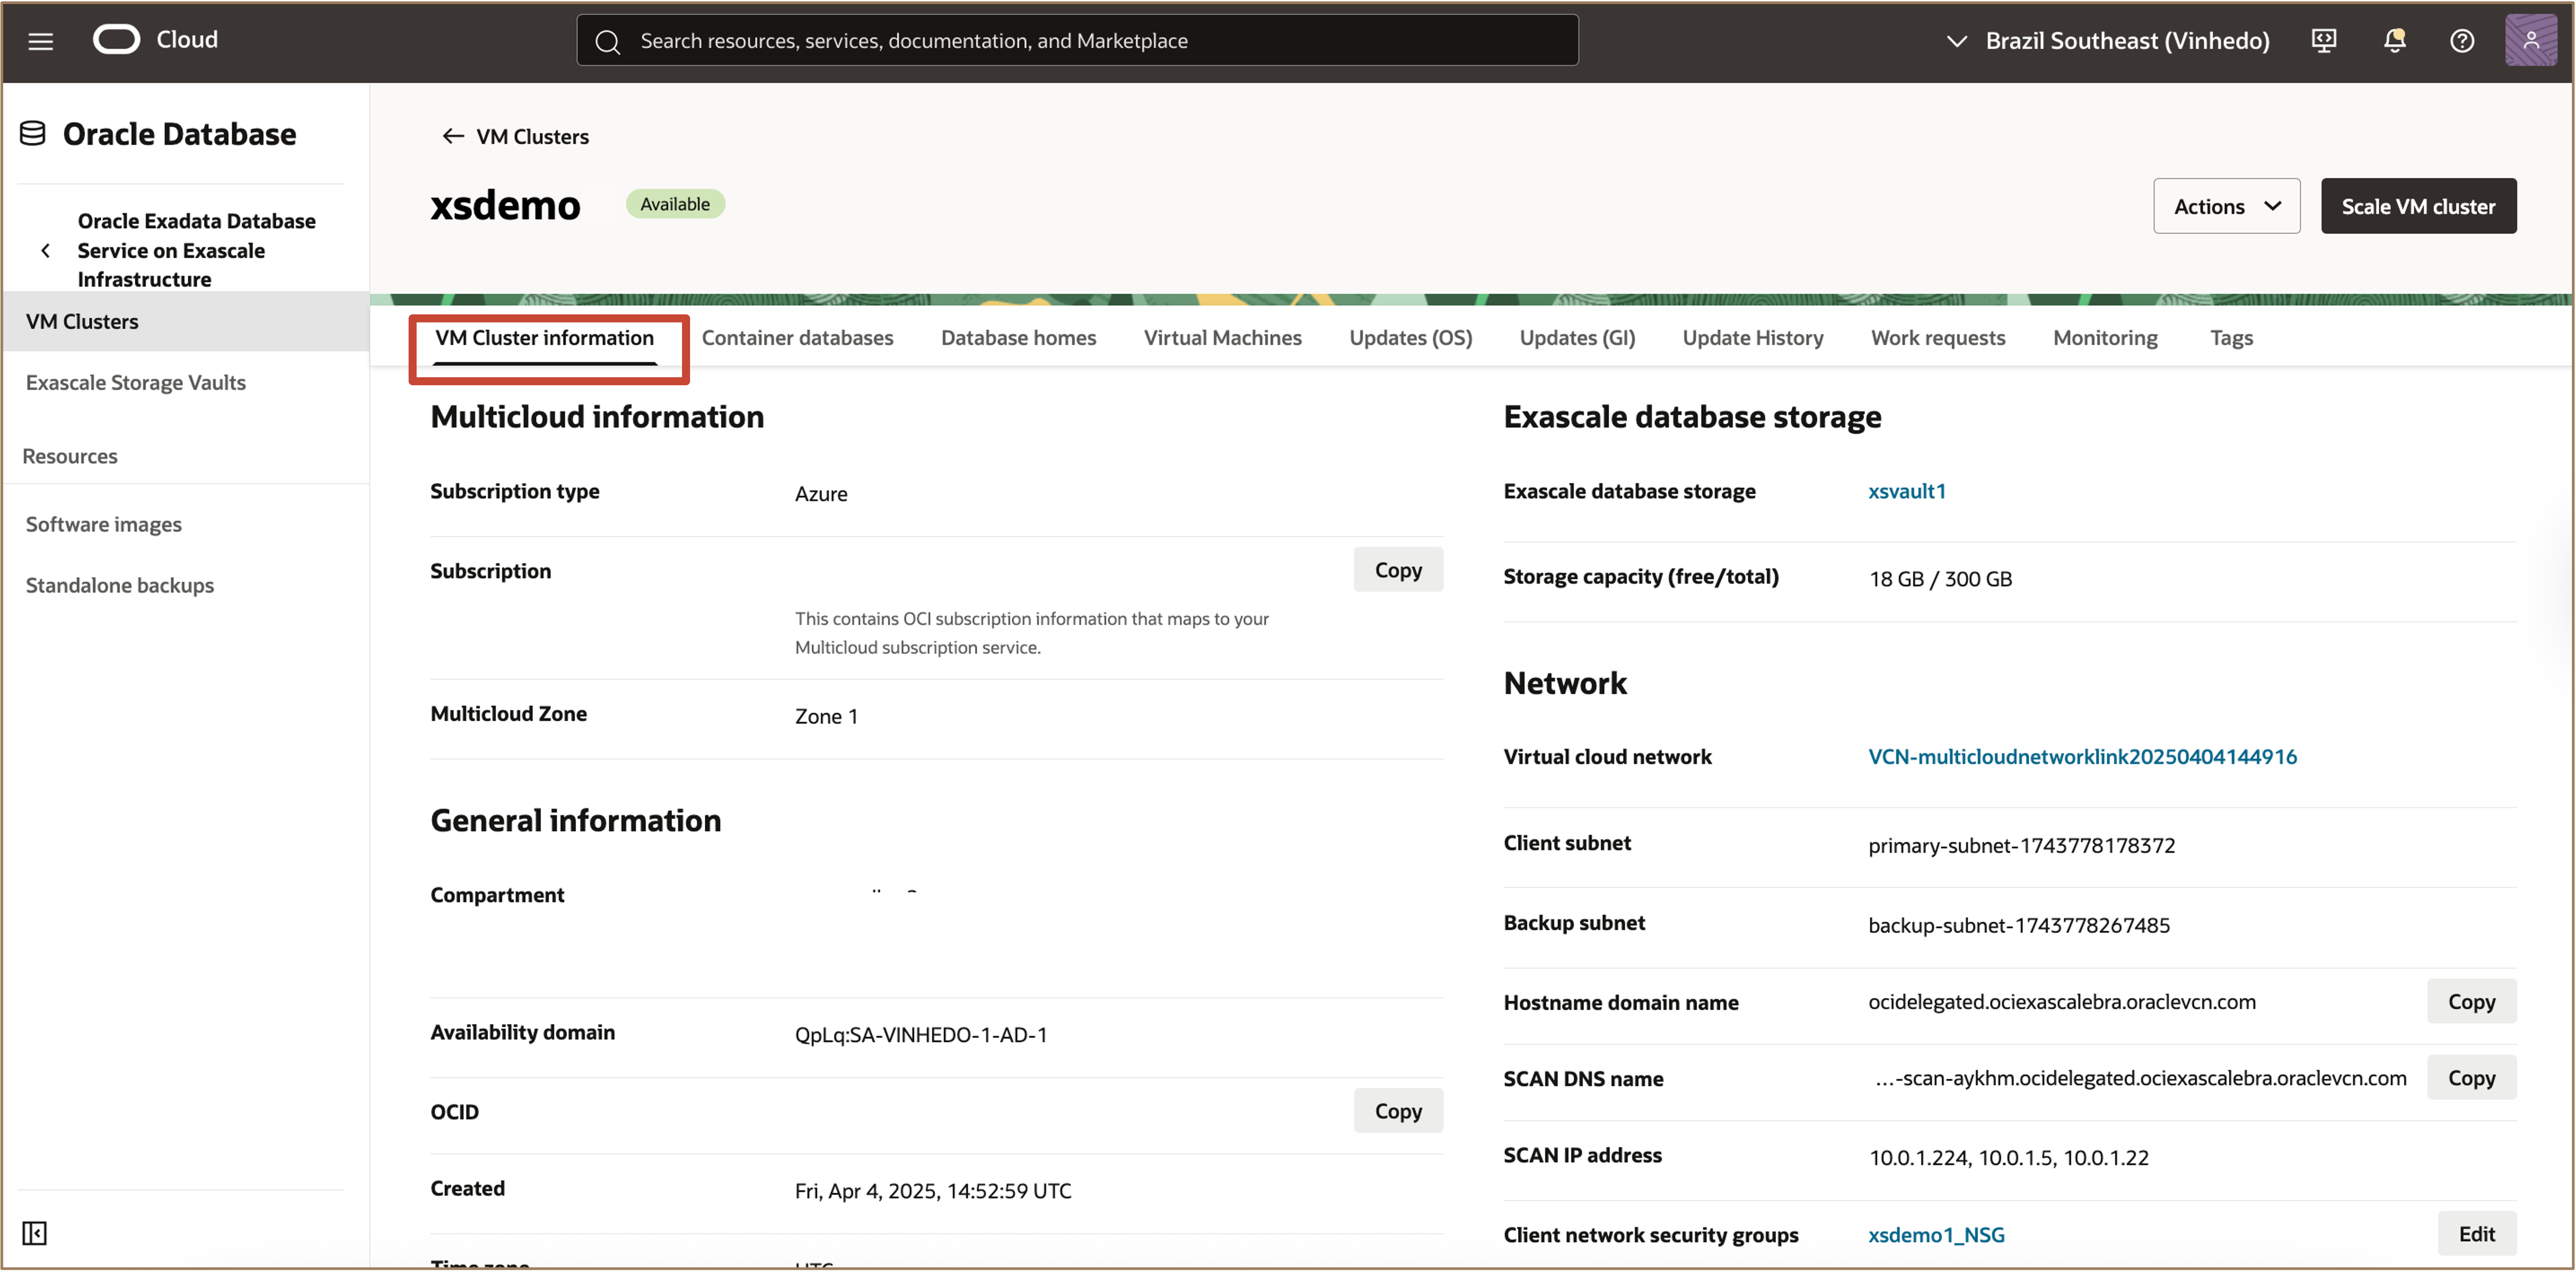 Cloud
Search resources, services, documentation, and Marketplace
Brazil Southeast (Vinhedo)
Oracle Database
Oracle Exadata Database
Service on Exascale
Infrastructure
VM Clusters
Exascale Storage Vaults
Resources
Software images
Standalone backups
VM Clusters
xsdemo
Available
Actions
Scale VM cluster
VM Cluster information
Container databases
Database homes
Virtual Machines
Updates (OS)
Updates (GI)
Update History
Work requests
Monitoring
Tags
Multicloud information
Subscription type
Azure
Subscription
Copy
This contains OCI subscription information that maps to your
Multicloud subscription service.
Multicloud Zone
Zone 1
General information
Compartment
Availability domain
QpLq:SA-VINHEDO-1-AD-1
OCID
Copy
Created
Fri, Apr 4, 2025, 14:52:59 UTC
Time zone
UTC
Exascale database storage
Exascale database storage
xsvault1
Storage capacity (free/total)
18 GB / 300 GB
Network
Virtual cloud network
VCN-multicloudnetworklink20250404144916
Client subnet
primary-subnet-1743778178372
Backup subnet
backup-subnet-1743778267485
Hostname domain name
ocidelegated.ociexascalebra.oraclevcn.com
Copy
SCAN DNS name
...-scan-aykhm.ocidelegated.ociexascalebra.oraclevcn.com
Copy
SCAN IP address
10.0.1.224, 10.0.1.5, 10.0.1.22
Client network security groups
xsdemo1_NSG
Edit